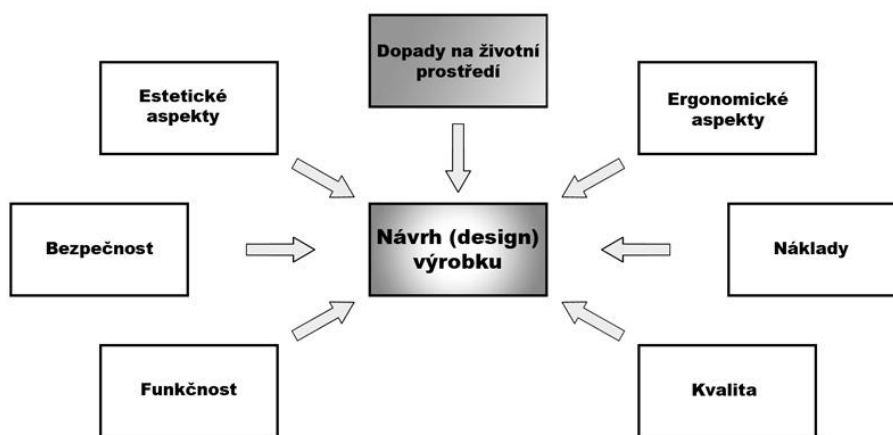 Dopady na životní
prostředí
Estetické
aspekty
Ergonomické
aspekty
Bezpečnost
Návrh (design)
výrobku
Náklady
Funkčnost
Kvalita